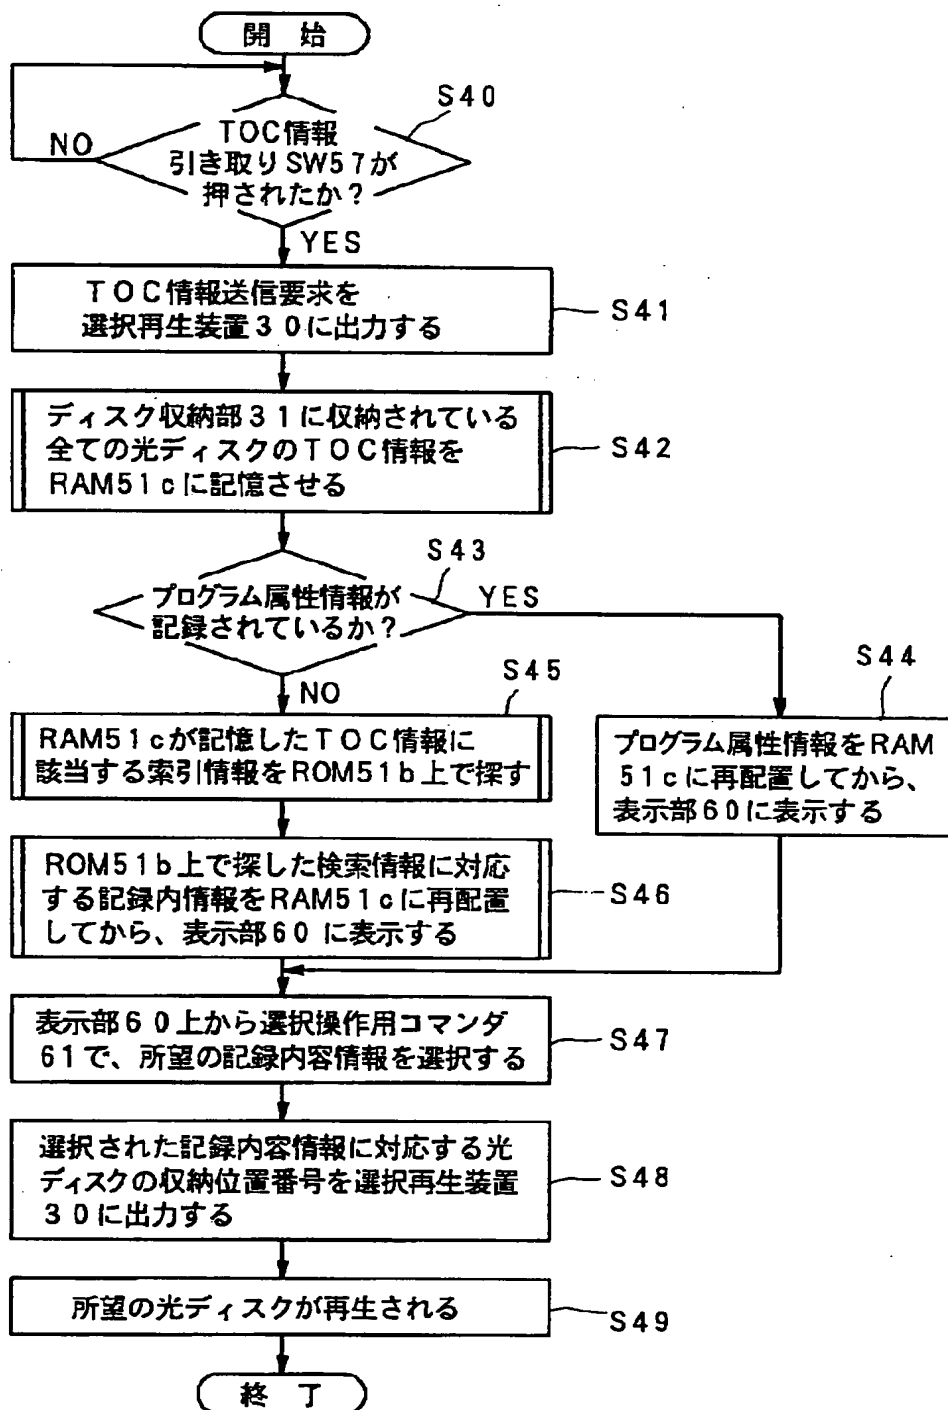 開 始
S40
TOC情報
NO
引き取りSW57が
押されたか？
YES
TOC情報送信要求を
選択再生装置30に出力する
S41
ディスク収納部31に収納されている
全ての光ディスクのTOC情報を
RAM51cに記憶させる
S42
S43
プログラム属性情報が
記録されているか？
YES
NO
S45
S44
RAM51cが記憶したTOC情報に
該当する索引情報をROM51b上で探す
プログラム属性情報をRAM
51cに再配置してから、
表示部60に表示する
ROM51b上で探した検索情報に対応
する記録内情報をRAM51cに再配置
してから、表示部60 に表示する
S46
表示部60上から選択操作用コマンダ
61で、所望の記録内容情報を選択する
S47
選択された記録内容情報に対応する光
ディスクの収納位置番号を選択再生装置
30に出力する
S48
所望の光ディスクが再生される
S49
終 了